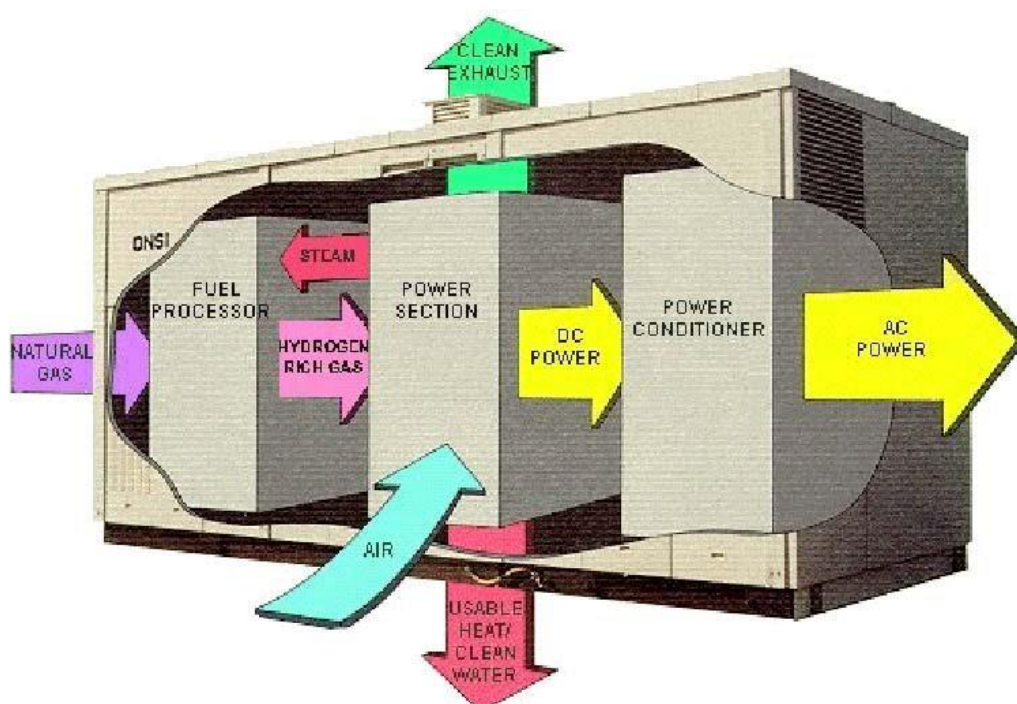 CLEAN
EXHAUST
ONSI
STEAM
FUEL
PROCESSOR
POWER
SECTION
POWER
CONDITIONER
AC
POWER
NATURAL
GAS
HYDROGEN
RICH GAS
DC
POWER
AIR
USABLE
HEAT/
CLEAN
WATER